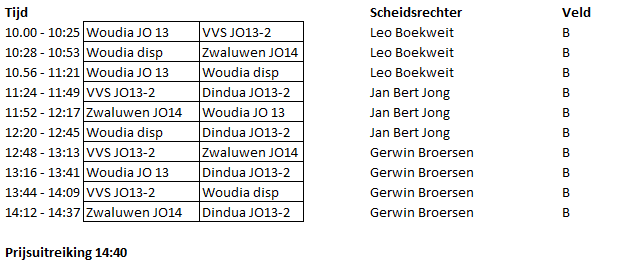 Tijd Scheidsrechter Veld
10.00 - 10:25 Woudia JO 13 VVS JO13-2 Leo Boekweit B
10:28 - 10:53 Woudia disp Zwaluwen JO14 Leo Boekweit B
10.56 - 11:21 Woudia JO 13 Woudia disp Leo Boekweit B
11:24 - 11:49 VVS JO13-2 Dindua JO13-2 Jan Bert Jong B
11:52 - 12:17 Zwaluwen JO14 Woudia JO 13 Jan Bert Jong B
12:20 - 12:45 Woudia disp Dindua JO13-2 Jan Bert Jong B
12:48 - 13:13 VVS JO13-2 Zwaluwen JO14 Gerwin Broersen B
13:16 - 13:41 Woudia JO 13 Dindua JO13-2 Gerwin Broersen B
13:44 - 14:09 VVS JO13-2 Woudia disp Gerwin Broersen B
14:12 - 14:37 Zwaluwen JO14 Dindua JO13-2 Gerwin Broersen B
Prijsuitreiking 14:40